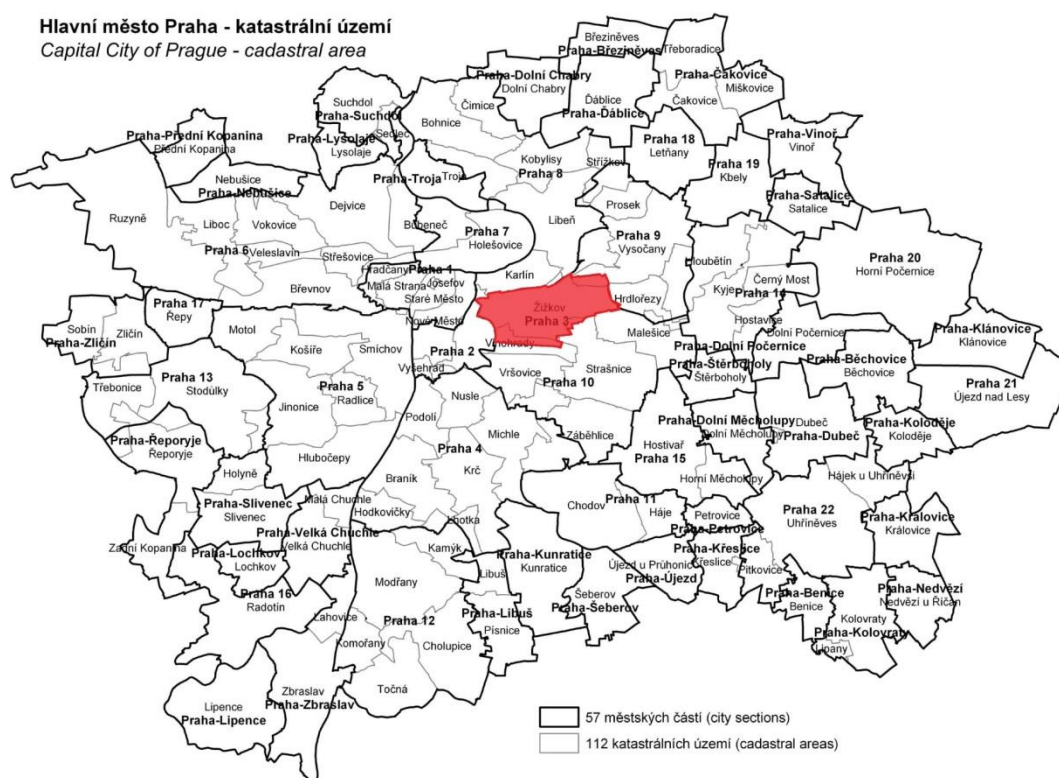 Hlavní město Praha - katastrální území
Capital City of Prague - cadastral area
Březiněves
Praha-Březiněves
Třeboradice
Praha-Dolní Chabry
Dolní Chabry
Praha-Čakovice
Miškovice
Čakovice
Suchdol
Praha-Suchdol
Sedlec
Čimice
Bohnice
Ďáblice
Praha-Ďáblice
Praha-Přední Kopanina
Přední Kopanina
Praha-Lysolaje
Lysolaje
Praha 18
Letňany
Praha-Vinoř
Vinoř
Kobylisy
Střížkov
Praha 8
Praha 19
Kbely
Nebušice
Praha-Nebušice
Praha-Troja
Troja
Dejvice
Prosek
Praha-Satalice
Satalice
Ruzyně
Liboc
Vokovice
Bubeneč
Praha 7
Holešovice
Libeň
Praha 9
Vysočany
Praha 6
Veleslavín
Střešovice
Hloubětín
Praha 20
Horní Počernice
Hradčany
Praha 1
Josefov
Malá Strana
Staré Město
Karlín
Břevnov
Černý Most
Kyje
Praha 14
Hrdlořezy
Žižkov
Praha 3
Nové Město
Hostavice
Malešice
Dolní Počernice
Praha 17
Řepy
Motol
Sobín
Zličín
Praha-Zličín
Praha-Klánovice
Klánovice
Vinohrady
Praha-Dolní Počernice
Praha-Běchovice
Běchovice
Košíře
Smíchov
Praha 2
Vyšehrad
Vršovice
Strašnice
Praha 10
Praha-Štěrboholy
Štěrboholy
Praha 21
Újezd nad Lesy
Třebonice
Praha 13
Stodůlky
Jinonice
Praha 5
Radlice
Nusle
Podolí
Praha-Dolní Měcholupy
Dolní Měcholupy
Dubeč
Praha-Dubeč
Praha-Koloděje
Koloděje
Praha-Řeporyje
Řeporyje
Michle
Záběhlice
Praha 4
Hostivař
Praha 15
Hlubočepy
Holyně
Krč
Braník
Horní Měcholupy
Hájek u Uhříněvsi
Malá Chuchle
Hodkovičky
Lhotka
Praha-Slivenec
Slivenec
Chodov
Praha 11
Háje
Petrovice
Praha-Petrovice
Praha 22
Uhříněves
Praha-Královice
Královice
Praha-Velká Chuchle
Velká Chuchle
Zadní Kopanina
Praha-Lochkov
Lochkov
Kamýk
Praha-Kunratice
Kunratice
Újezd u Průhonic
Praha-Újezd
Praha-Křeslice
Křeslice
Pitkovice
Modřany
Libuš
Šeberov
Praha-Šeberov
Praha-Benice
Benice
Praha-Nedvězí
Nedvězí u Říčan
Praha 16
Radotín
Lahovice
Praha 12
Praha-Libuš
Písnice
Kolovraty
Praha-Kolovraty
Lipany
Komořany
Cholupice
Točná
Zbraslav
Praha-Zbraslav
Lipence
Praha-Lipence
57 městských částí (city sections)
112 katastrálních území (cadastral areas)